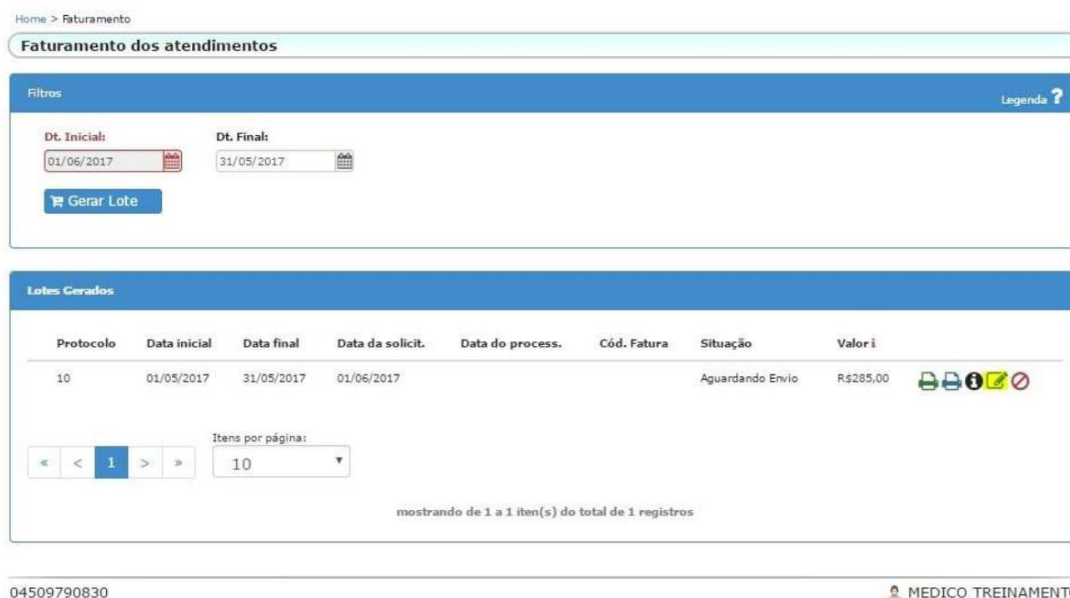 Home > Faturamento
Faturamento dos atendimentos
Filtros
Legenda ?
Dt. Inicial: Dt. Final:
01/06/2017 31/05/2017
Gerar Lote
Lotes Gerados
Protocolo Data inicial Data final Data da solicit. Data do process. Cód. Fatura Situação Valor i
10 01/05/2017 31/05/2017 01/06/2017 Aguardando Envio R$285,00
Itens por página:
« < 1 > » 10
mostrando de 1 a 1 iten(s) do total de 1 registros
04509790830 MEDICO TREINAMENTO